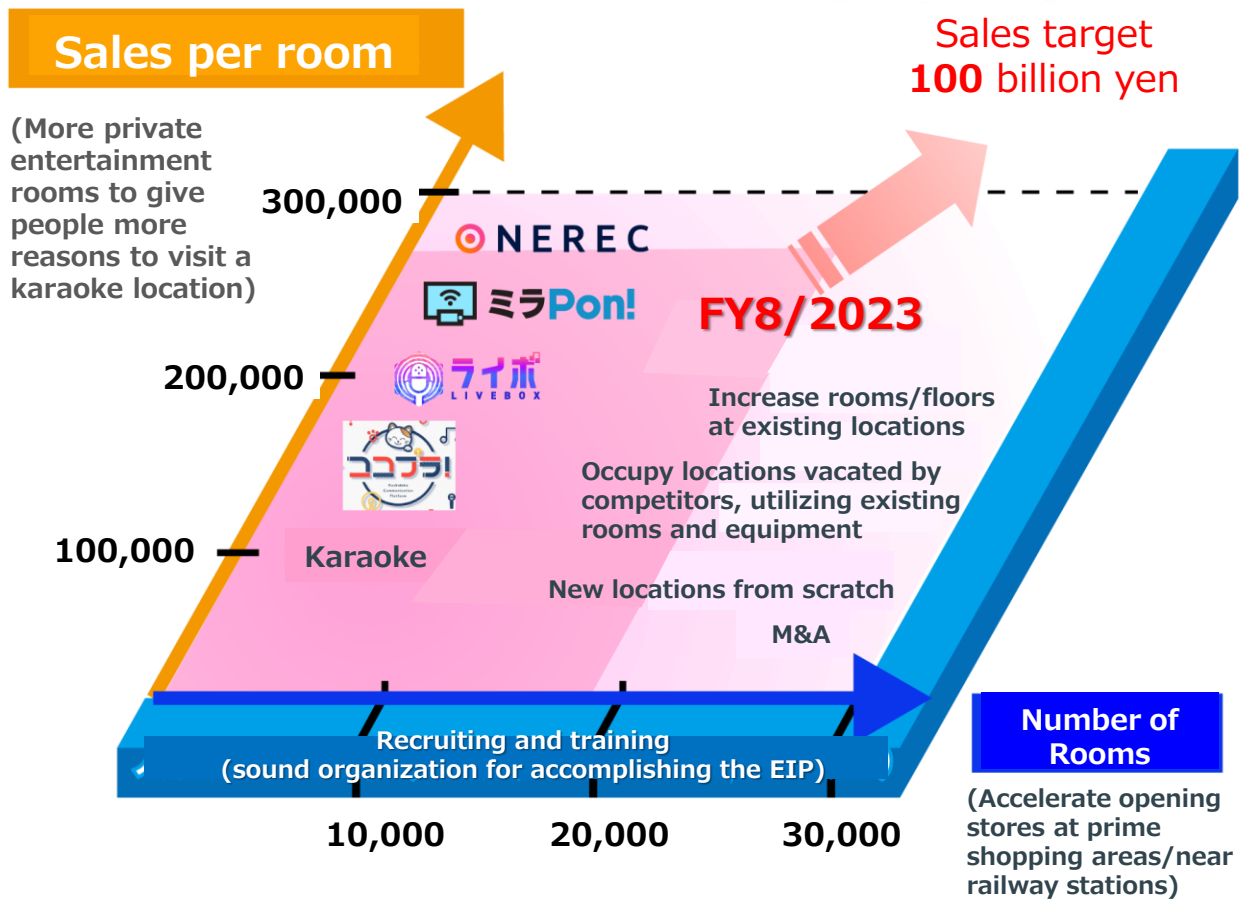 Sales per room
(More private
entertainment
rooms to give
people more
reasons to visit a
karaoke location)
Sales target
100 billion yen
300,000
200,000
100,000
NEREC
ミラPon!
ライボ
LIVEBOX
ココプラ!
Karaoke
FY8/2023
Increase rooms/floors
at existing locations
Occupy locations vacated by
competitors, utilizing existing
rooms and equipment
New locations from scratch
M&A
Recruiting and training
(sound organization for accomplishing the EIP)
10,000
20,000
30,000
Number of
Rooms
(Accelerate opening
stores at prime
shopping areas/near
railway stations)